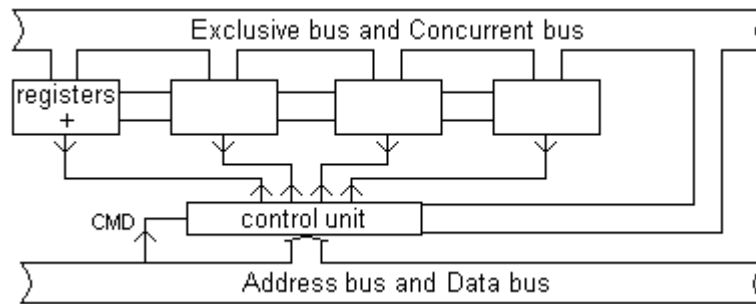 Exclusive bus and Concurrent bus
registers
+
CMD
control unit
Address bus and Data bus